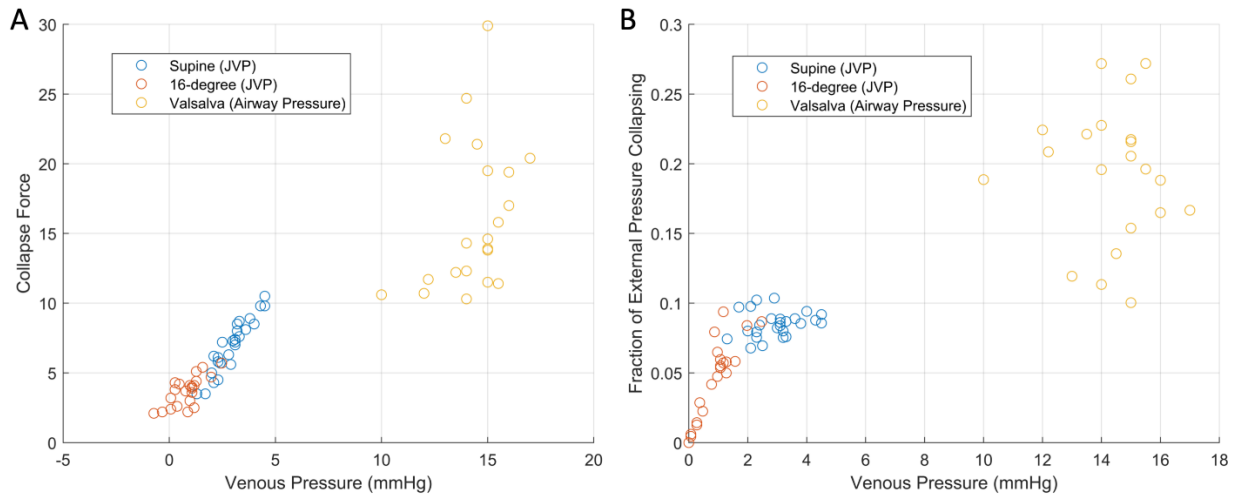 A
30
25
20
15
10
5
0
Collapse Force
Supine (JVP)
16-degree (JVP)
Valsalva (Airway Pressure)
-5
0
5
10
15
20
Venous Pressure (mmHg)
B
0.3
0.25
0.2
0.15
0.1
0.05
0
Fraction of External Pressure Collapsing
Supine (JVP)
16-degree (JVP)
Valsalva (Airway Pressure)
0
2
4
6
8
10
12
14
16
18
Venous Pressure (mmHg)